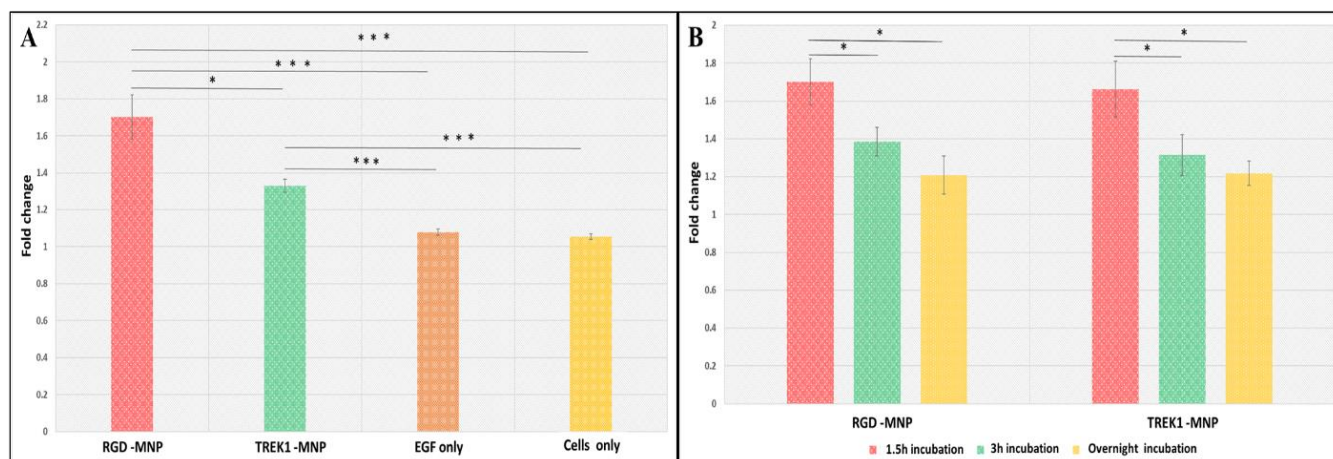 A
Fold change
2.2
2
1.8
1.6
1.4
1.2
1
0.8
0.6
0.4
0.2
0
* * *
* * *
*
* * *
***
RGD -MNP TREK1 -MNP EGF only Cells only
B
Fold change
2
1.8
1.6
1.4
1.2
1
0.8
0.6
0.4
0.2
0
*
*
*
*
RGD -MNP TREK1 -MNP
1.5h incubation 3h incubation Overnight incubation